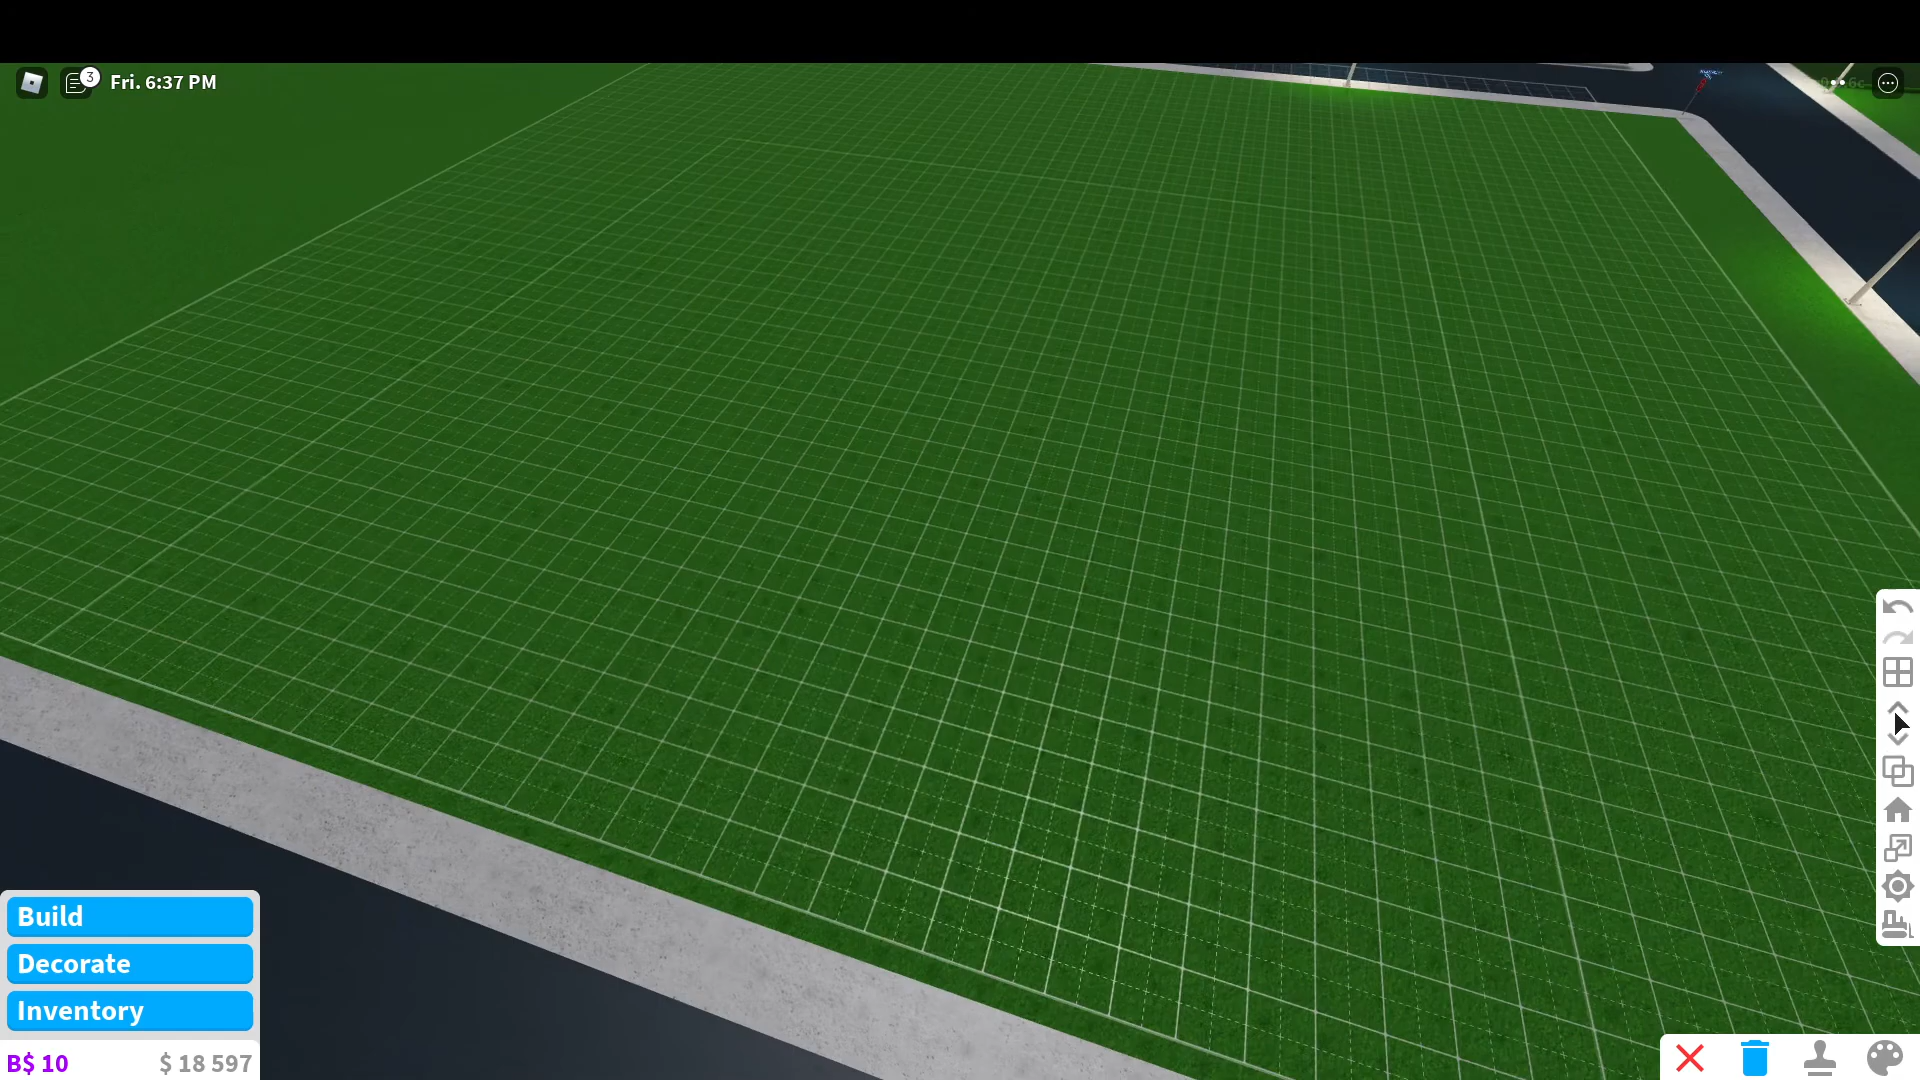 3
Fri. 6:37 PM
Build
Decorate
Inventory
B$ 10
$ 18 597